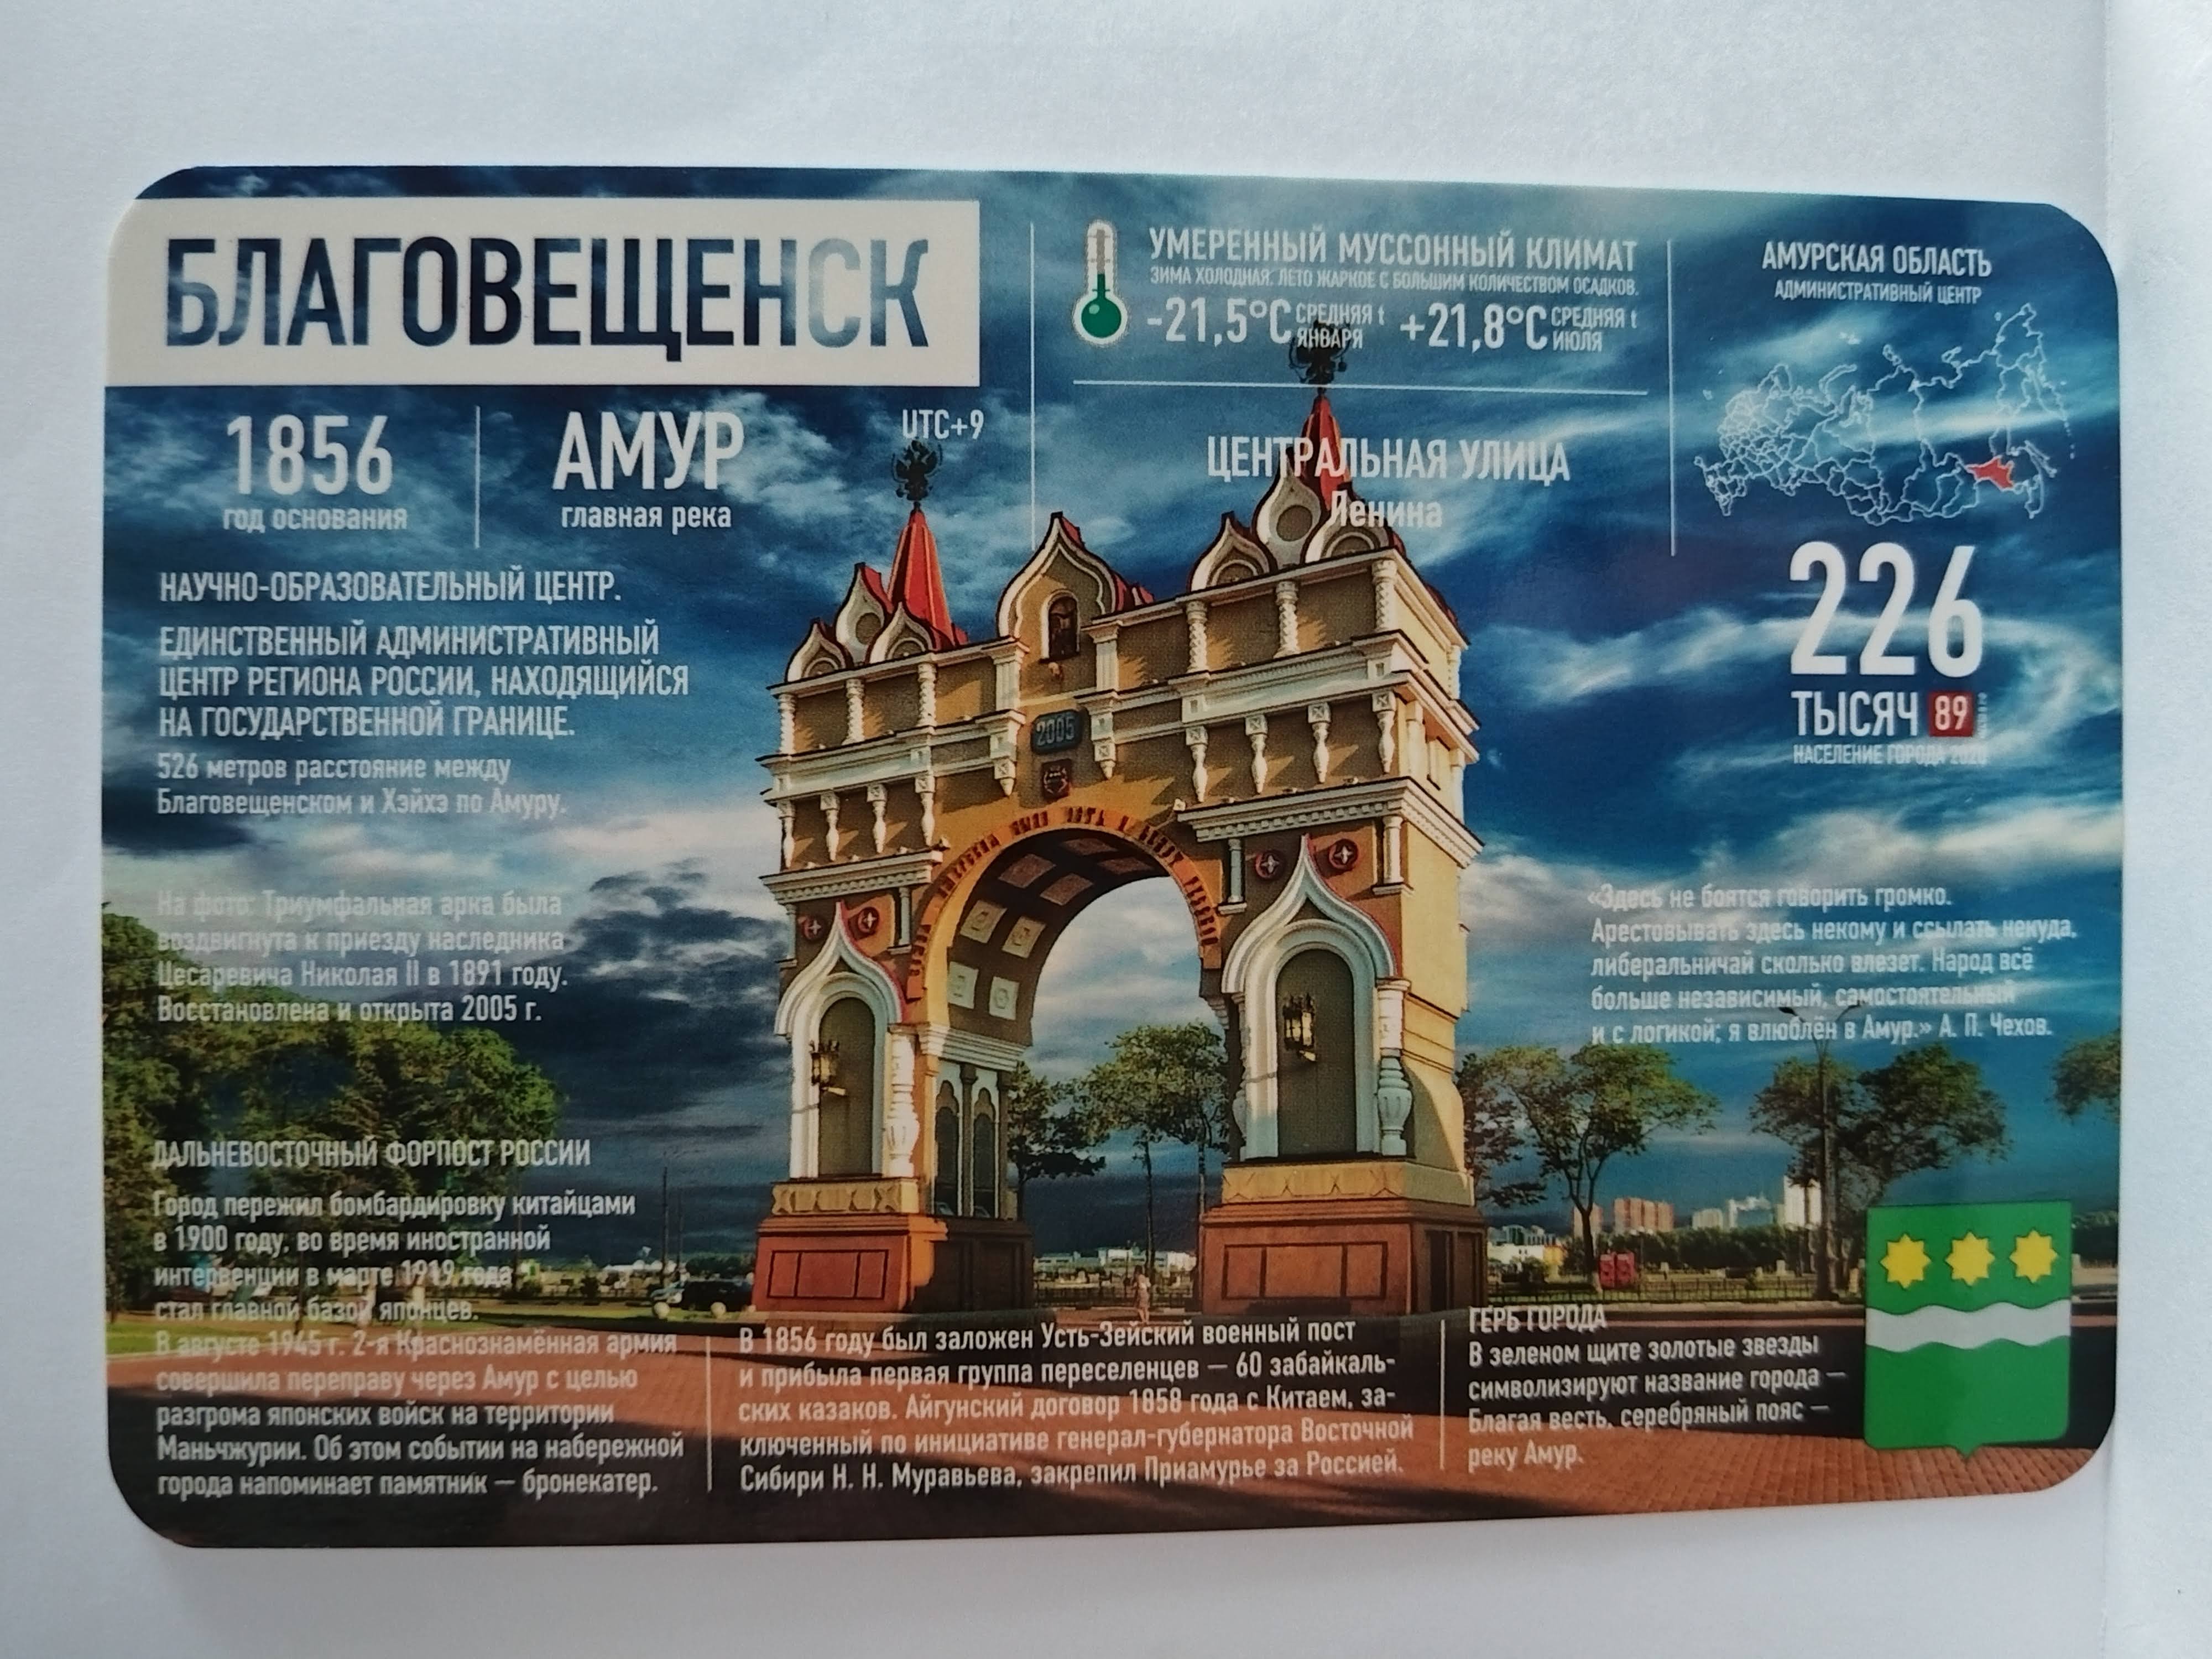 БЛАГОВЕЩЕНСК
1856
год основания
АМУР
главная река
UTC+9
УМЕРЕННЫЙ МУССОННЫЙ КЛИМАТ
ЗИМА ХОЛОДНАЯ. ЛЕТО ЖАРКОЕ С БОЛЬШИМ КОЛИЧЕСТВОМ ОСАДКОВ.
-21,5°C СРЕДНЯЯ t ЯНВАРЯ
+21,8°C СРЕДНЯЯ t ИЮЛЯ
ЦЕНТРАЛЬНАЯ УЛИЦА
Ленина
АМУРСКАЯ ОБЛАСТЬ
АДМИНИСТРАТИВНЫЙ ЦЕНТР
226
ТЫСЯЧ 89
НАСЕЛЕНИЕ ГОРОДА 2020
НАУЧНО-ОБРАЗОВАТЕЛЬНЫЙ ЦЕНТР.
ЕДИНСТВЕННЫЙ АДМИНИСТРАТИВНЫЙ
ЦЕНТР РЕГИОНА РОССИИ, НАХОДЯЩИЙСЯ
НА ГОСУДАРСТВЕННОЙ ГРАНИЦЕ.
526 метров расстояние между
Благовещенском и Хэйхэ по Амуру.
2005
На фото: Триумфальная арка была
воздвигнута к приезду наследника
Цесаревича Николая II в 1891 году.
Восстановлена и открыта 2005 г.
«Здесь не боятся говорить громко.
Арестовывать здесь некому и ссылать некуда,
либеральничай сколько влезет. Народ всё
больше независимый, самостоятельный
и с логикой; я влюблён в Амур.» А. П. Чехов.
ДАЛЬНЕВОСТОЧНЫЙ ФОРПОСТ РОССИИ
Город пережил бомбардировку китайцами
в 1900 году, во время иностранной
интервенции в марте 1919 года
стал главной базой японцев.
В августе 1945 г. 2-я Краснознамённая армия
совершила переправу через Амур с целью
разгрома японских войск на территории
Маньчжурии. Об этом событии на набережной
города напоминает памятник — бронекатер.
В 1856 году был заложен Усть-Зейский военный пост
и прибыла первая группа переселенцев — 60 забайкаль-
ских казаков. Айгунский договор 1858 года с Китаем, за-
ключенный по инициативе генерал-губернатора Восточной
Сибири Н. Н. Муравьева, закрепил Приамурье за Россией.
ГЕРБ ГОРОДА
В зеленом щите золотые звезды
символизируют название города —
Благая весть, серебряный пояс —
реку Амур.